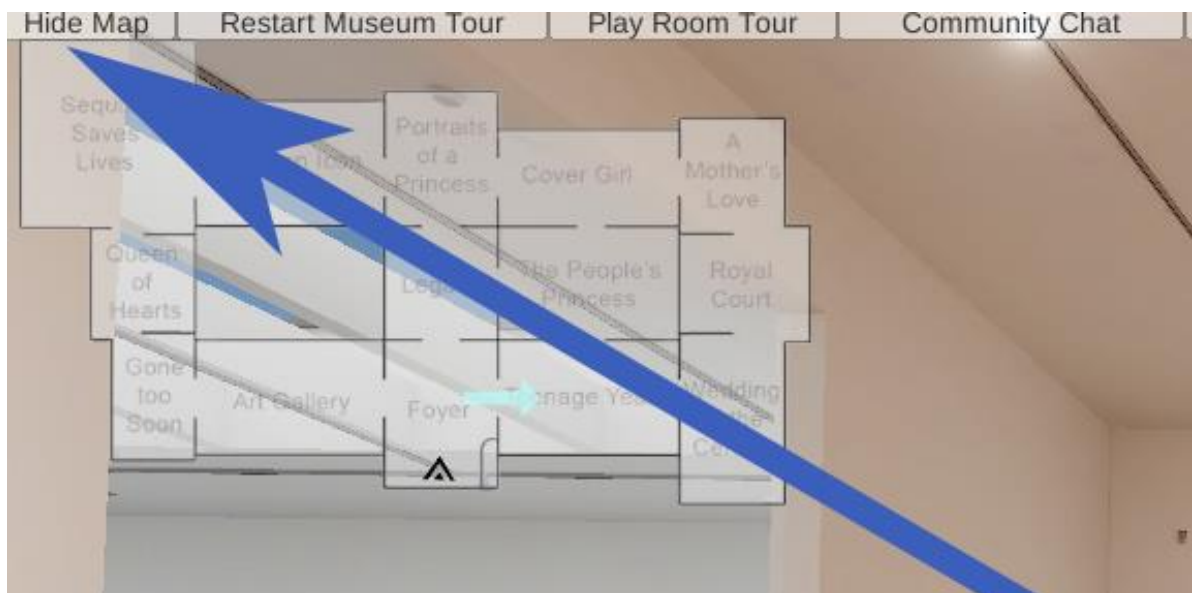 Hide Map
Restart Museum Tour
Play Room Tour
Community Chat
Saves
Lives
Portraits
of a
Princess
Cover Girl
A
Mother's
Love
Queen
of
Hearts
The People's
Princess
Royal
Court
Gone
too
Soon
Art Gallery
Foyer
Wedding